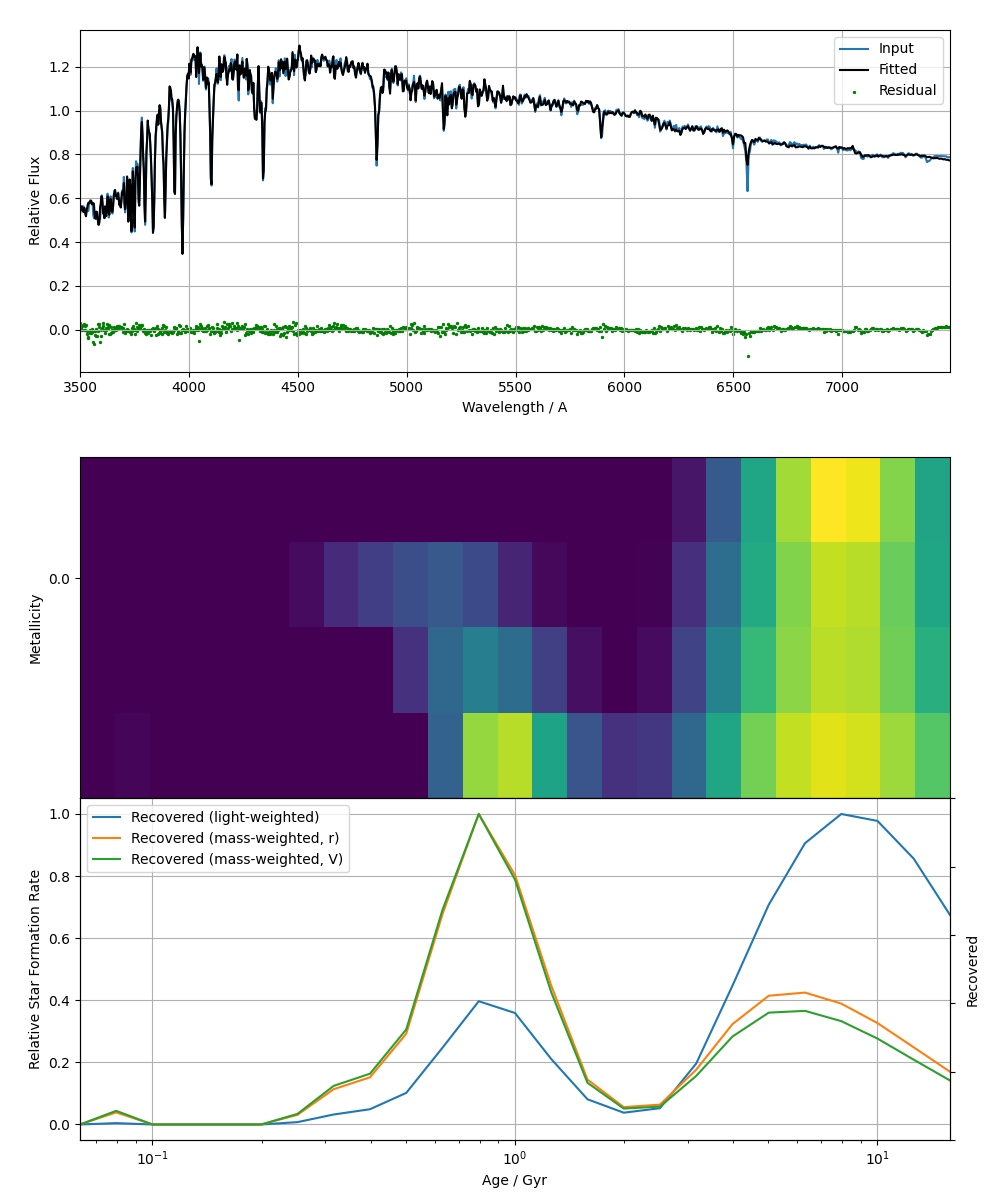 1.2
1.0
0.8
0.6
0.4
0.2
0.0
Relative Flux
Input
Fitted
Residual
3500 4000 4500 5000 5500 6000 6500 7000
Wavelength / A
0.0
Metallicity
1.0
0.8
0.6
0.4
0.2
0.0
Relative Star Formation Rate
Recovered (light-weighted)
Recovered (mass-weighted, r)
Recovered (mass-weighted, V)
Recovered
10⁻¹ 10⁰ 10¹
Age / Gyr